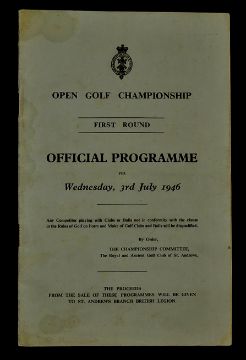 OPEN GOLF CHAMPIONSHIP
FIRST ROUND
OFFICIAL PROGRAMME
FOR
Wednesday, 3rd July 1946
Any Competitor playing with Clubs or Balls not in conformity with the clause
in the Rules of Golf on Form and Make of Golf Clubs and Balls will be disqualified.
By Order,
THE CHAMPIONSHIP COMMITTEE,
The Royal and Ancient Golf Club of St. Andrews.
THE PROCEEDS
FROM THE SALE OF THESE PROGRAMMES WILL BE GIVEN
TO ST. ANDREWS BRANCH BRITISH LEGION